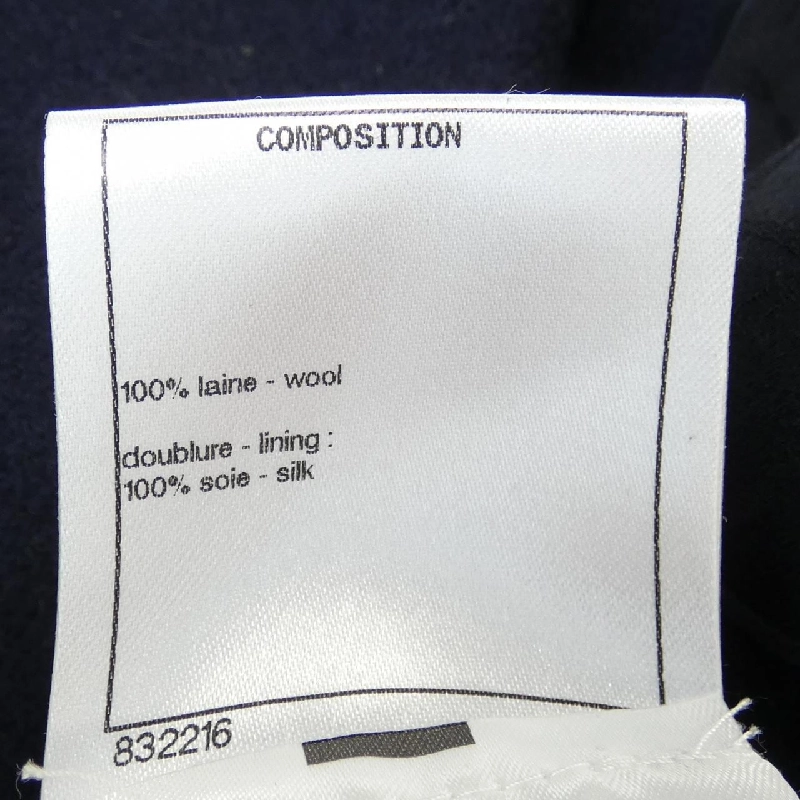 COMPOSITION
100% laine - wool
doublure - lining :
100% soie - silk
832216